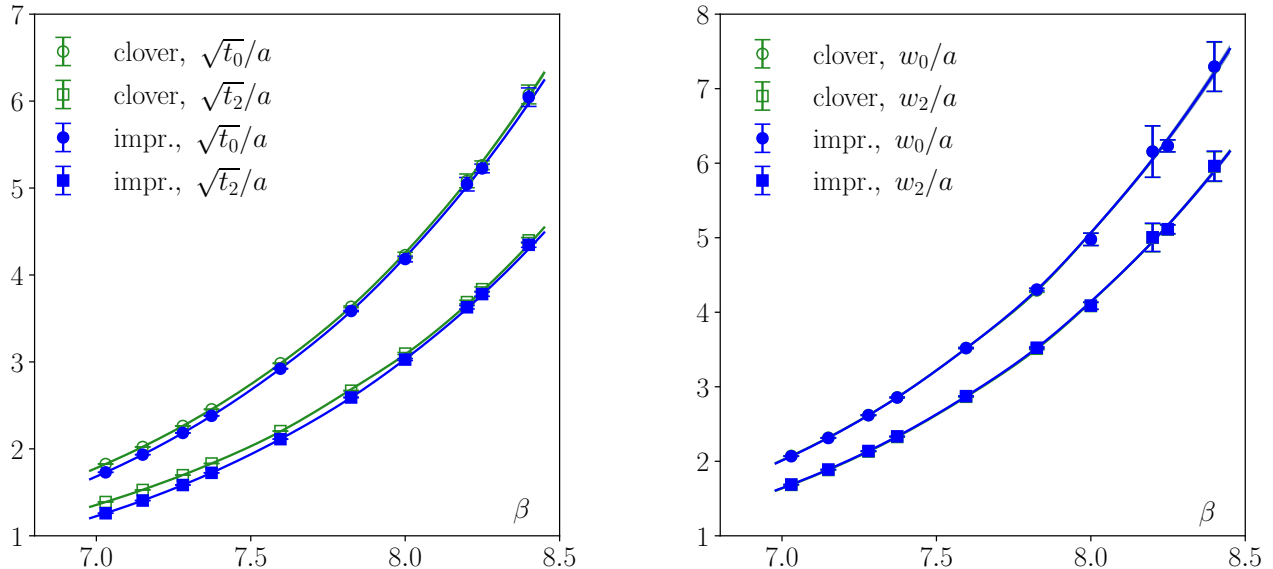 7
6
5
4
3
2
1
clover, √t₀/a
clover, √t₂/a
impr., √t₀/a
impr., √t₂/a
β
7.0 7.5 8.0 8.5
8
7
6
5
4
3
2
1
clover, w₀/a
clover, w₂/a
impr., w₀/a
impr., w₂/a
β
7.0 7.5 8.0 8.5